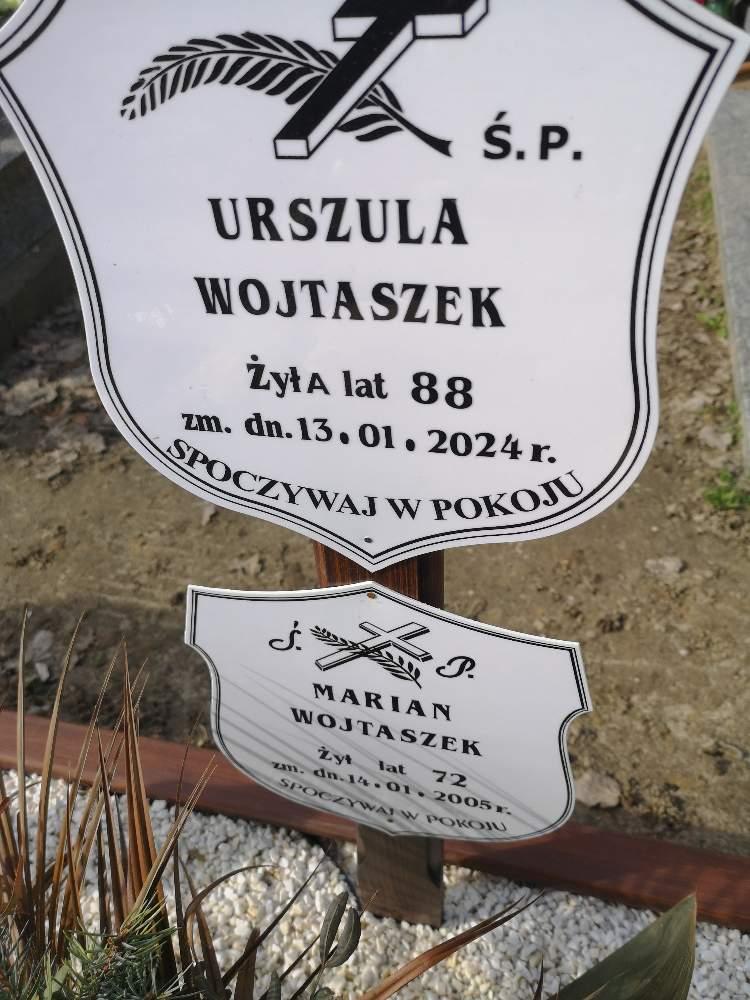 Ś.P.
URSZULA
WOJTASZEK
ŻyłA lat 88
zm. dn. 13.01.2024 r.
SPOCZYWAJ W POKOJU
Ś. P.
MARIAN
WOJTASZEK
żył lat 72
zm. dn. 14.01.2005 r.
SPOCZYWAJ W POKOJU